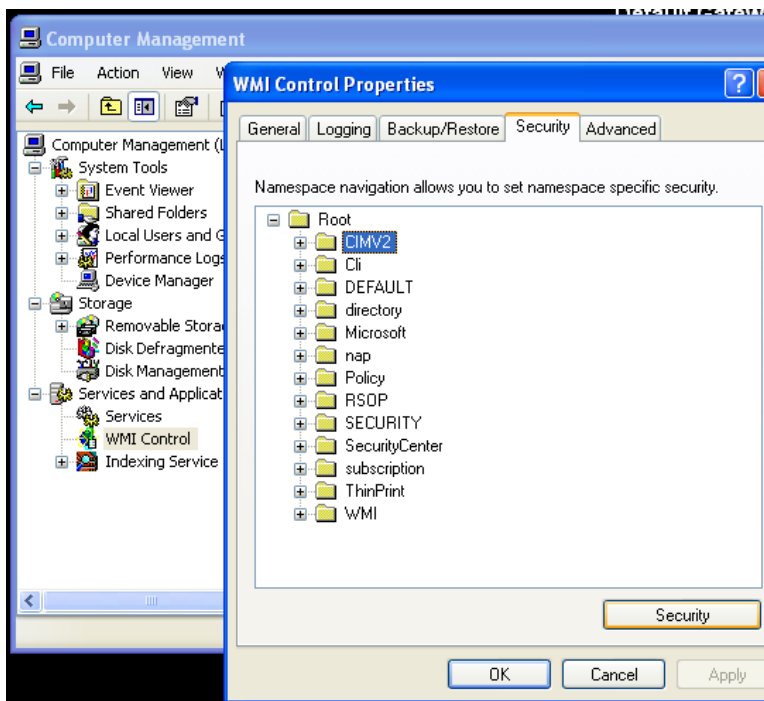 Computer Management
File Action View
Computer Management
System Tools
Event Viewer
Shared Folders
Local Users and
Performance Logs
Device Manager
Storage
Removable
Disk
Disk Management
Services and
Services
WMI Control
Indexing Service
WMI Control Properties
?
General Logging Backup/Restore Security Advanced
Namespace navigation allows you to set namespace specific security.
Root
CIMV2
Cli
DEFAULT
directory
Microsoft
nap
Policy
RSOP
SECURITY
SecurityCenter
subscription
ThinPrint
WMI
Security
OK Cancel Apply